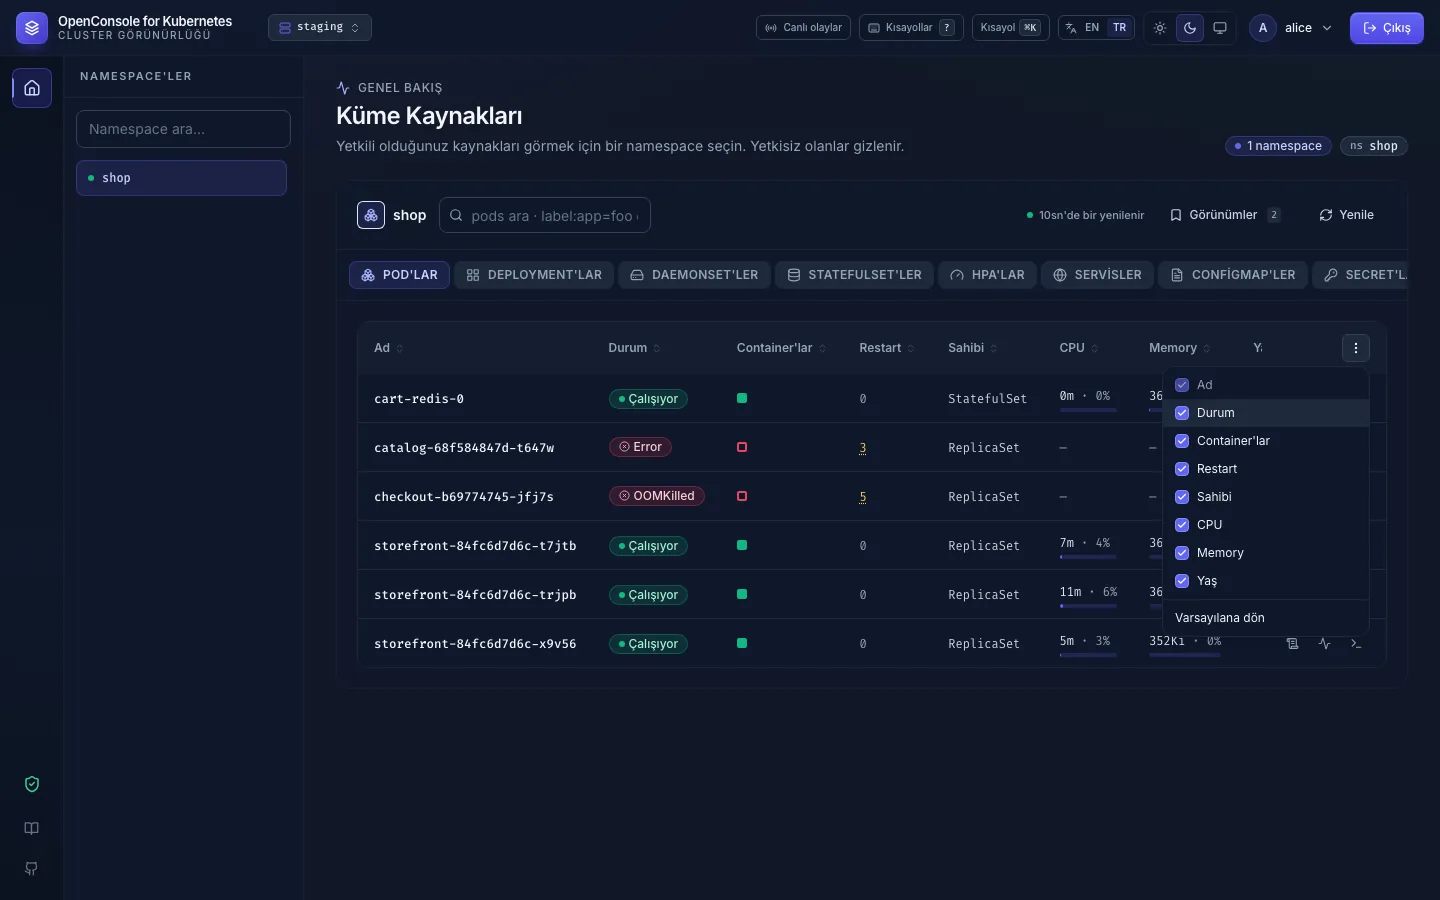 OpenConsole for Kubernetes
CLUSTER GÖRÜNÜRLÜĞÜ
staging
Canlı olaylar
Kısayollar ?
Kısayol ⌘K
EN TR
A alice
Çıkış
NAMESPACE'LER
Namespace ara...
shop
GENEL BAKIŞ
Küme Kaynakları
Yetkili olduğunuz kaynakları görmek için bir namespace seçin. Yetkisiz olanlar gizlenir.
1 namespace
ns shop
shop
pods ara · label:app=foo
10sn'de bir yenilenir
Görünümler 2
Yenile
POD'LAR DEPLOYMENT'LAR DAEMONSET'LER STATEFULSET'LER HPA'LAR SERVİSLER CONFİGMAP'LER SECRET'L
Ad Durum Container'lar Restart Sahibi CPU Memory
cart-redis-0 Çalışıyor 0 StatefulSet 0m · 0% 36
catalog-68f584847d-t647w Error 3 ReplicaSet — —
checkout-b69774745-jfj7s OOMKilled 5 ReplicaSet — —
storefront-84fc6d7d6c-t7jtb Çalışıyor 0 ReplicaSet 7m · 4% 36
storefront-84fc6d7d6c-trjpb Çalışıyor 0 ReplicaSet 11m · 6% 36
storefront-84fc6d7d6c-x9v56 Çalışıyor 0 ReplicaSet 5m · 3% 352Ki · 0%
Ad
Durum
Container'lar
Restart
Sahibi
CPU
Memory
Yaş
Varsayılana dön